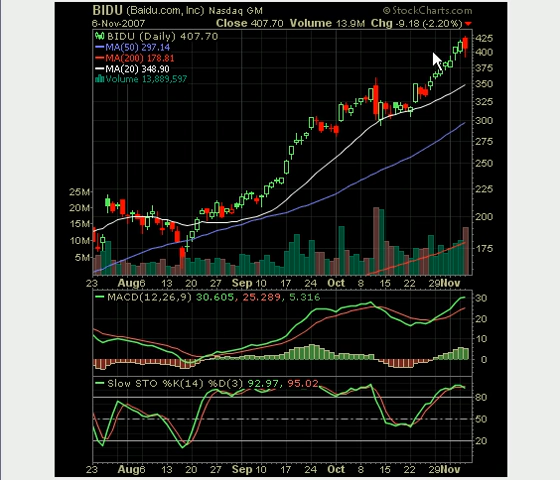 BIDU (Baidu.com, Inc) Nasdaq GM © StockCharts.com
6-Nov-2007 Close 407.70 Volume 13.9M Chg -9.18 (-2.20%)
BIDU (Daily) 407.70
MA(50) 297.14
MA(200) 178.81
MA(20) 348.90
Volume 13,889,597
425
400
375
350
325
300
275
250
225
200
175
25M
20M
15M
10M
5M
23 Aug 6 13 20 27 Sep 10 17 24 Oct 8 15 22 29 Nov
MACD(12,26,9) 30.605, 25.289, 5.316
30
20
10
0
Slow STO %K(14) %D(3) 92.97, 95.02
80
50
20
23 Aug 6 13 20 27 Sep 10 17 24 Oct 8 15 22 29 Nov